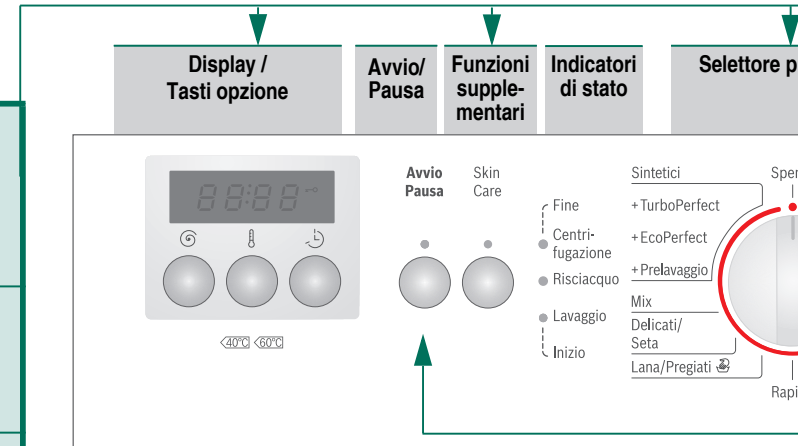 Display /
Tasti opzione
Avvio/
Pausa
Funzioni
supple-
mentari
Indicatori
di stato
Selettore p
88:88
Avvio
Pausa
Skin
Care
Fine
Centri-
fugazione
Risciacquo
Lavaggio
Inizio
Sintetici
+TurboPerfect
+EcoPerfect
+Prelavaggio
Mix
Delicati/
Seta
Lana/Pregiati
Sper
Rapi
40°C 60°C